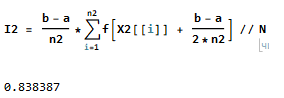 I2 = (b - a)/n2 * ∑_{i=1}^{n2} f[X2[[i]] + (b - a)/(2 * n2)] // N
0.838387